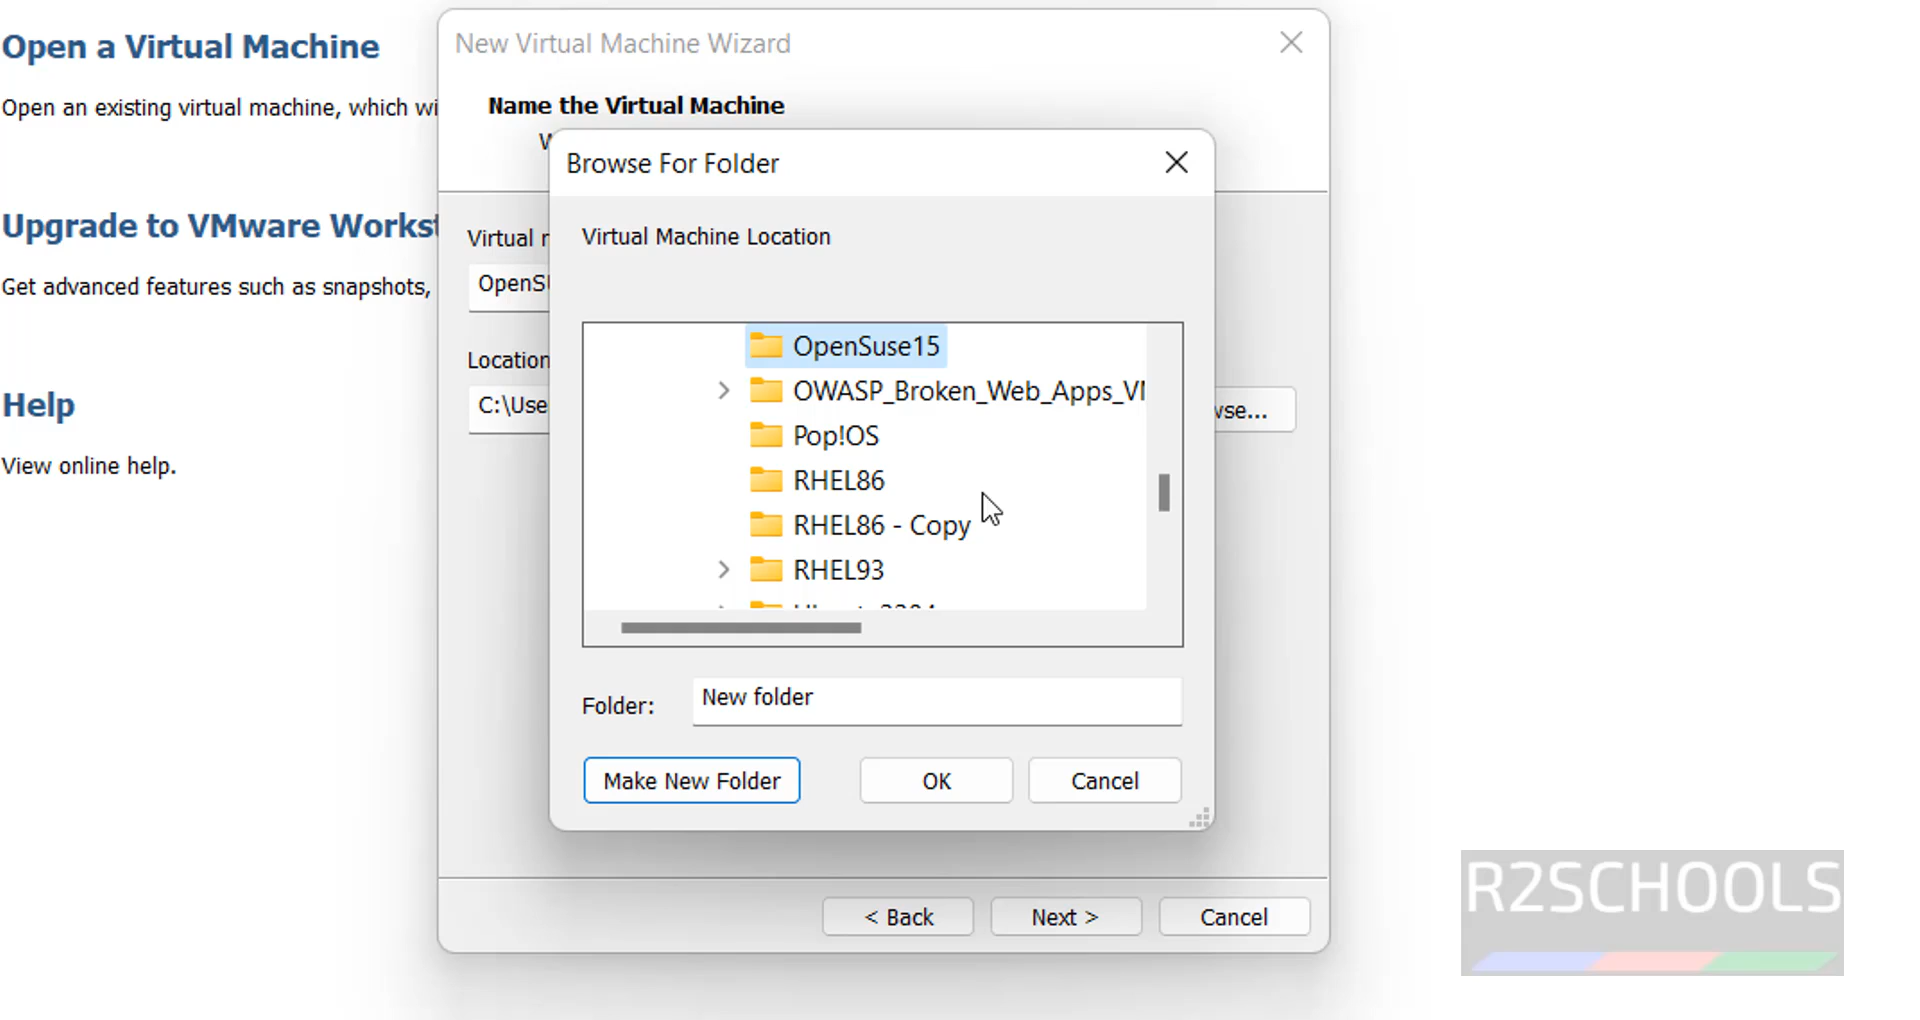 Open a Virtual Machine
Open an existing virtual machine, which wi
Upgrade to VMware Workst
Get advanced features such as snapshots,
Help
View online help.
New Virtual Machine Wizard
Name the Virtual Machine
Virtual
OpenSU
Location
C:\Use
wse...
Browse For Folder
Virtual Machine Location
OpenSuse15
OWASP_Broken_Web_Apps_VM
Pop!OS
RHEL86
RHEL86 - Copy
RHEL93
Folder:
New folder
Make New Folder
OK
Cancel
< Back
Next >
Cancel
R2SCHOOLS